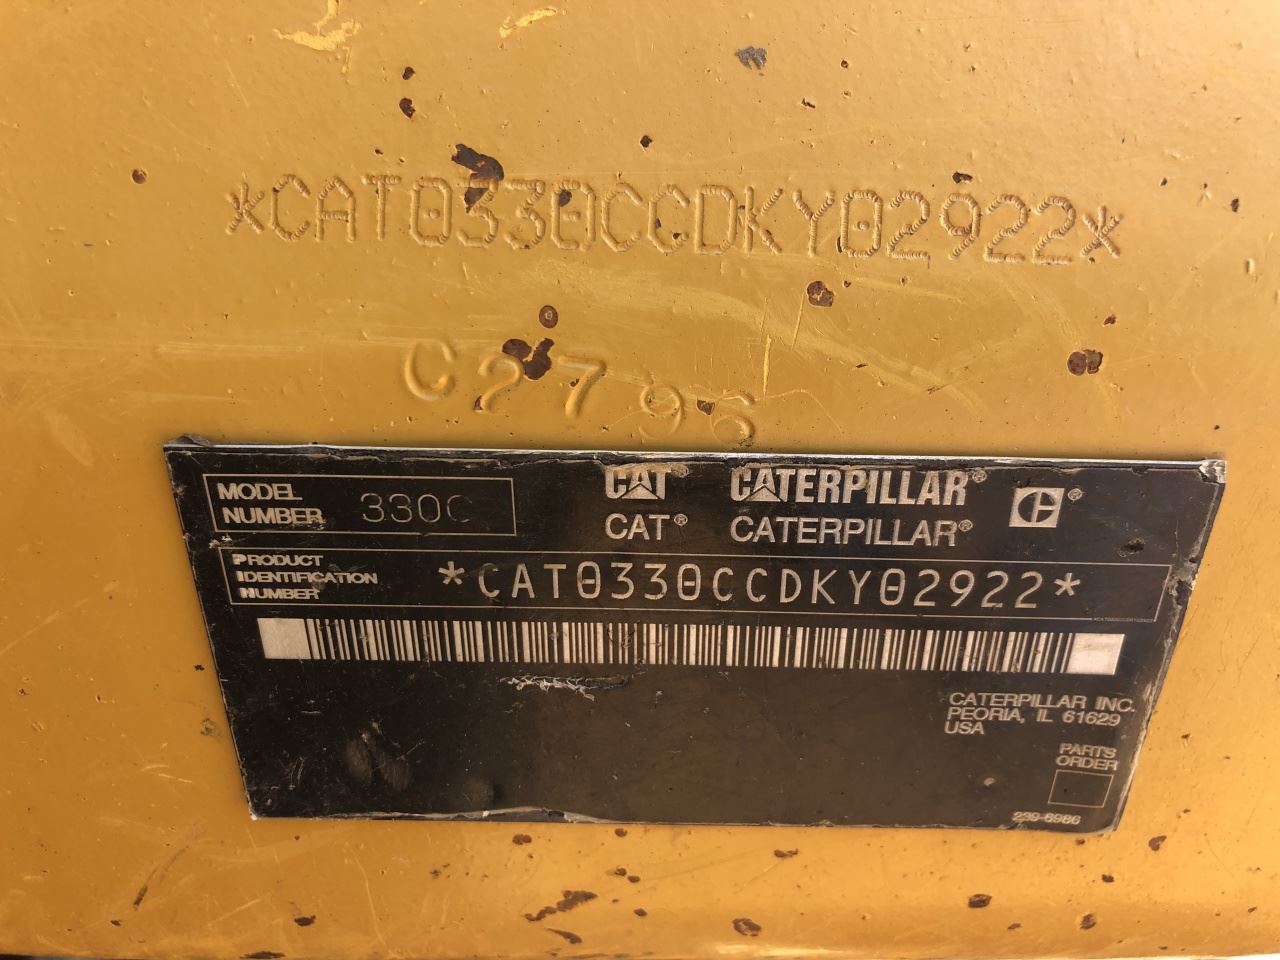 *CAT0330CCDKY02922*
C2796
MODEL NUMBER 330C
CAT CATERPILLAR®
CAT® CATERPILLAR®
PRODUCT IDENTIFICATION NUMBER *CAT0330CCDKY02922*
CATERPILLAR INC.
PEORIA, IL 61629
USA
PARTS
ORDER
239-6986